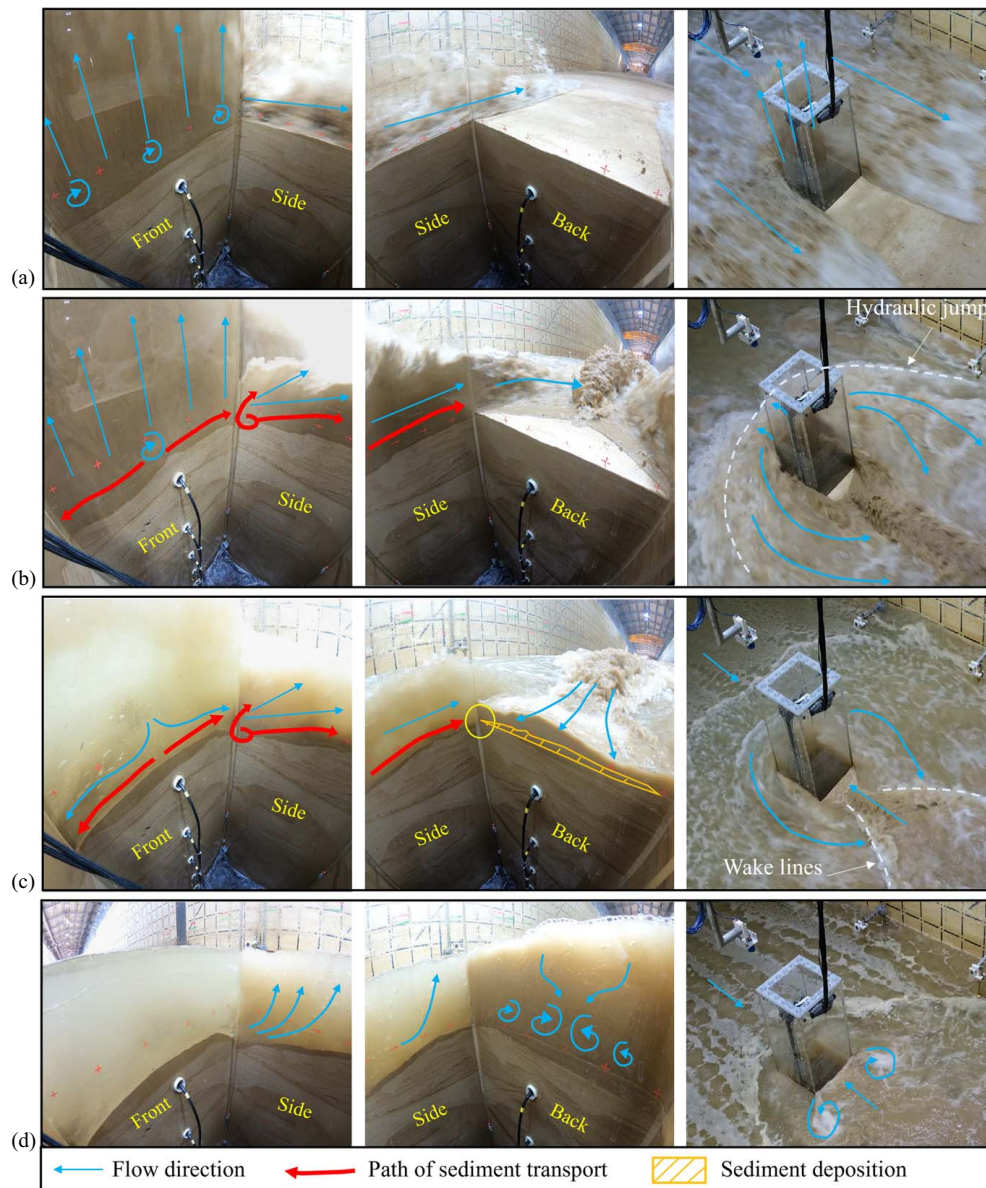 (a)
Front
Side
Side
Back
(b)
Front
Side
Side
Back
Hydraulic jump
(c)
Front
Side
Side
Back
Wake lines
(d)
Front
Side
Side
Back
Flow direction
Path of sediment transport
Sediment deposition